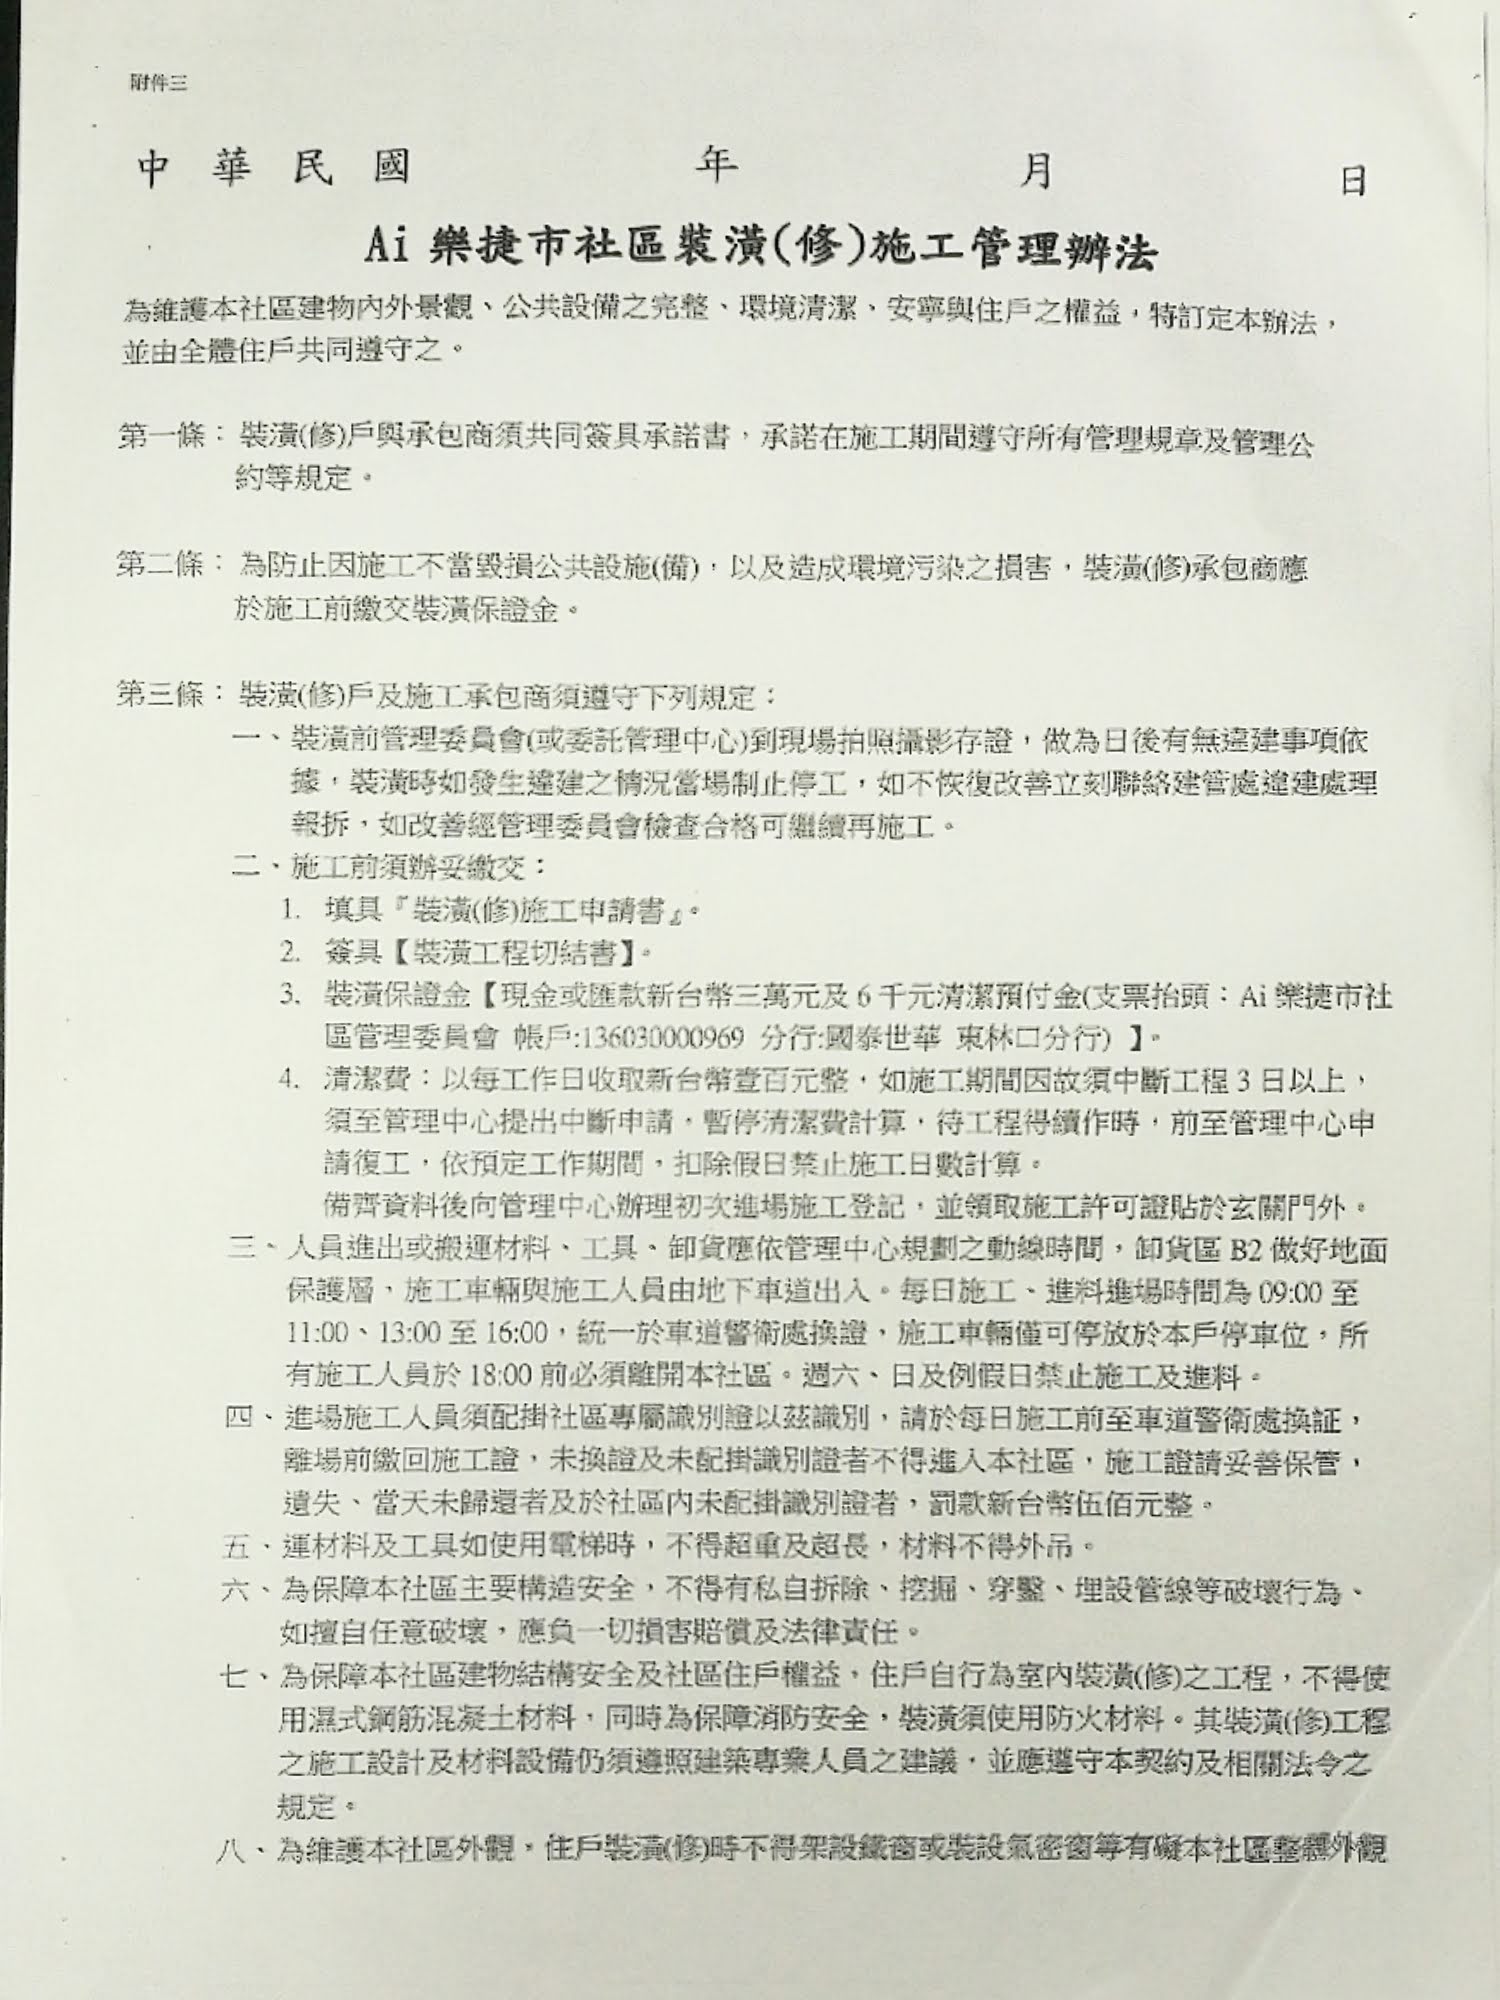 附件三
中華民國 年 月 日
Ai 樂捷市社區裝潢(修)施工管理辦法
為維護本社區建物內外景觀、公共設備之完整、環境清潔、安寧與住戶之權益，特訂定本辦法，
並由全體住戶共同遵守之。
第一條：裝潢(修)戶與承包商須共同簽具承諾書，承諾在施工期間遵守所有管理規章及管理公
約等規定。
第二條：為防止因施工不當毀損公共設施(備)，以及造成環境污染之損害，裝潢(修)承包商應
於施工前繳交裝潢保證金。
第三條：裝潢(修)戶及施工承包商須遵守下列規定：
一、裝潢前管理委員會(或委託管理中心)到現場拍照攝影存證，做為日後有無違建事項依
據，裝潢時如發生違建之情況當場制止停工，如不恢復改善立刻聯絡建管處違建處理
報拆，如改善經管理委員會檢查合格可繼續再施工。
二、施工前須辦妥繳交：
1. 填具『裝潢(修)施工申請書』。
2. 簽具【裝潢工程切結書】。
3. 裝潢保證金【現金或匯款新台幣三萬元及 6 千元清潔預付金(支票抬頭：Ai 樂捷市社
區管理委員會 帳戶:136030000969 分行:國泰世華 東林口分行) 】。
4. 清潔費：以每工作日收取新台幣壹百元整，如施工期間因故須中斷工程 3 日以上，
須至管理中心提出中斷申請，暫停清潔費計算，待工程得續作時，前至管理中心申
請復工，依預定工作期間，扣除假日禁止施工日數計算。
備齊資料後向管理中心辦理初次進場施工登記，並領取施工許可證貼於玄關門外。
三、人員進出或搬運材料、工具、卸貨應依管理中心規劃之動線時間，卸貨區 B2 做好地面
保護層，施工車輛與施工人員由地下車道出入。每日施工、進料進場時間為 09:00 至
11:00、13:00 至 16:00，統一於車道警衛處換證，施工車輛僅可停放於本戶停車位，所
有施工人員於 18:00 前必須離開本社區。週六、日及例假日禁止施工及進料。
四、進場施工人員須配掛社區專屬識別證以茲識別，請於每日施工前至車道警衛處換証，
離場前繳回施工證，未換證及未配掛識別證者不得進入本社區，施工證請妥善保管，
遺失、當天未歸還者及於社區內未配掛識別證者，罰款新台幣伍佰元整。
五、運材料及工具如使用電梯時，不得超重及超長，材料不得外吊。
六、為保障本社區主要構造安全，不得有私自拆除、挖掘、穿鑿、埋設管線等破壞行為、
如擅自任意破壞，應負一切損害賠償及法律責任。
七、為保障本社區建物結構安全及社區住戶權益，住戶自行為室內裝潢(修)之工程，不得使
用濕式鋼筋混凝土材料，同時為保障消防安全，裝潢須使用防火材料。其裝潢(修)工程
之施工設計及材料設備仍須遵照建築專業人員之建議，並應遵守本契約及相關法令之
規定。
八、為維護本社區外觀，住戶裝潢(修)時不得架設鐵窗或裝設氣密窗等有礙本社區整體外觀